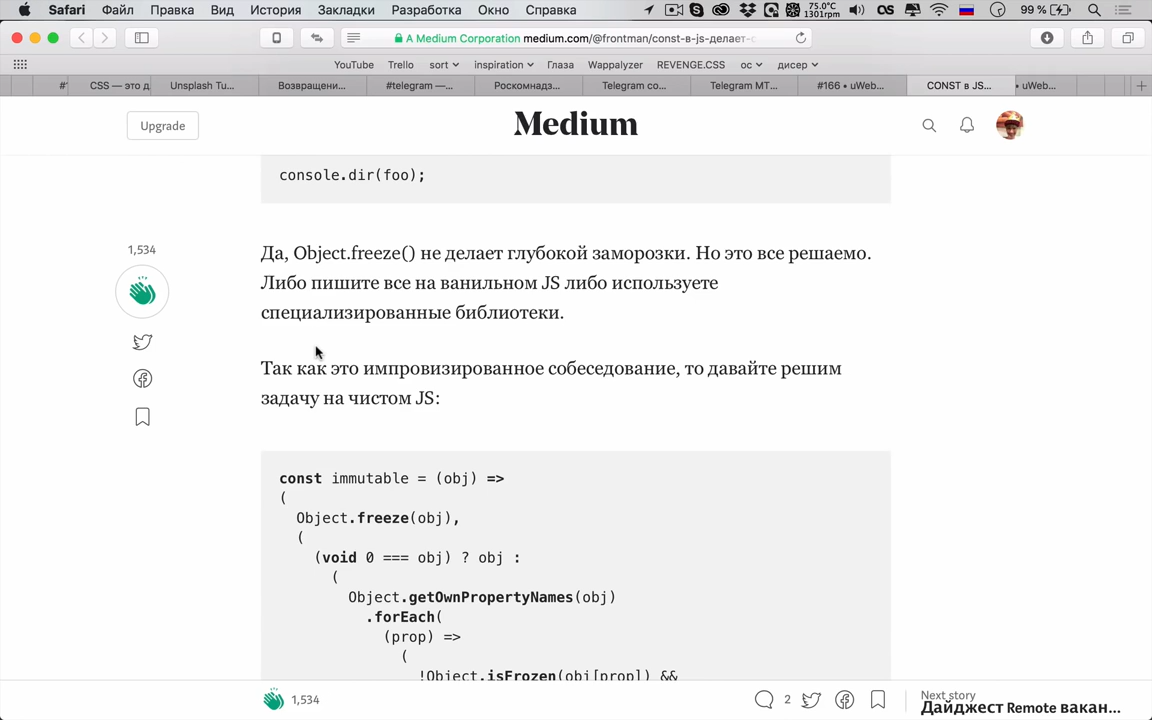 Safari Файл Правка Вид История Закладки Разработка Окно Справка 75.0°C 1301rpm 99 %
A Medium Corporation medium.com/@frontman/const-в-js-делает-
YouTube Trello sort inspiration Глаза Wappalyzer REVENGE.CSS ос дисер
CSS — это д Unsplash Tu... Возвращени... #telegram —... Роскомнадз... Telegram со... Telegram MT... #166 • uWeb... CONST в JS... • uWeb...
Upgrade
Medium
console.dir(foo);
Да, Object.freeze() не делает глубокой заморозки. Но это все решаемо.
Либо пишите все на ванильном JS либо используете
специализированные библиотеки.
1,534
Так как это импровизированное собеседование, то давайте решим
задачу на чистом JS:
const immutable = (obj) =>
(
Object.freeze(obj),
(
(void 0 === obj) ? obj :
(
Object.getOwnPropertyNames(obj)
.forEach(
(prop) =>
(
!Object.isFrozen(obj[prop]) &&
1,534
2
Next story
Дайджест Remote вакан...